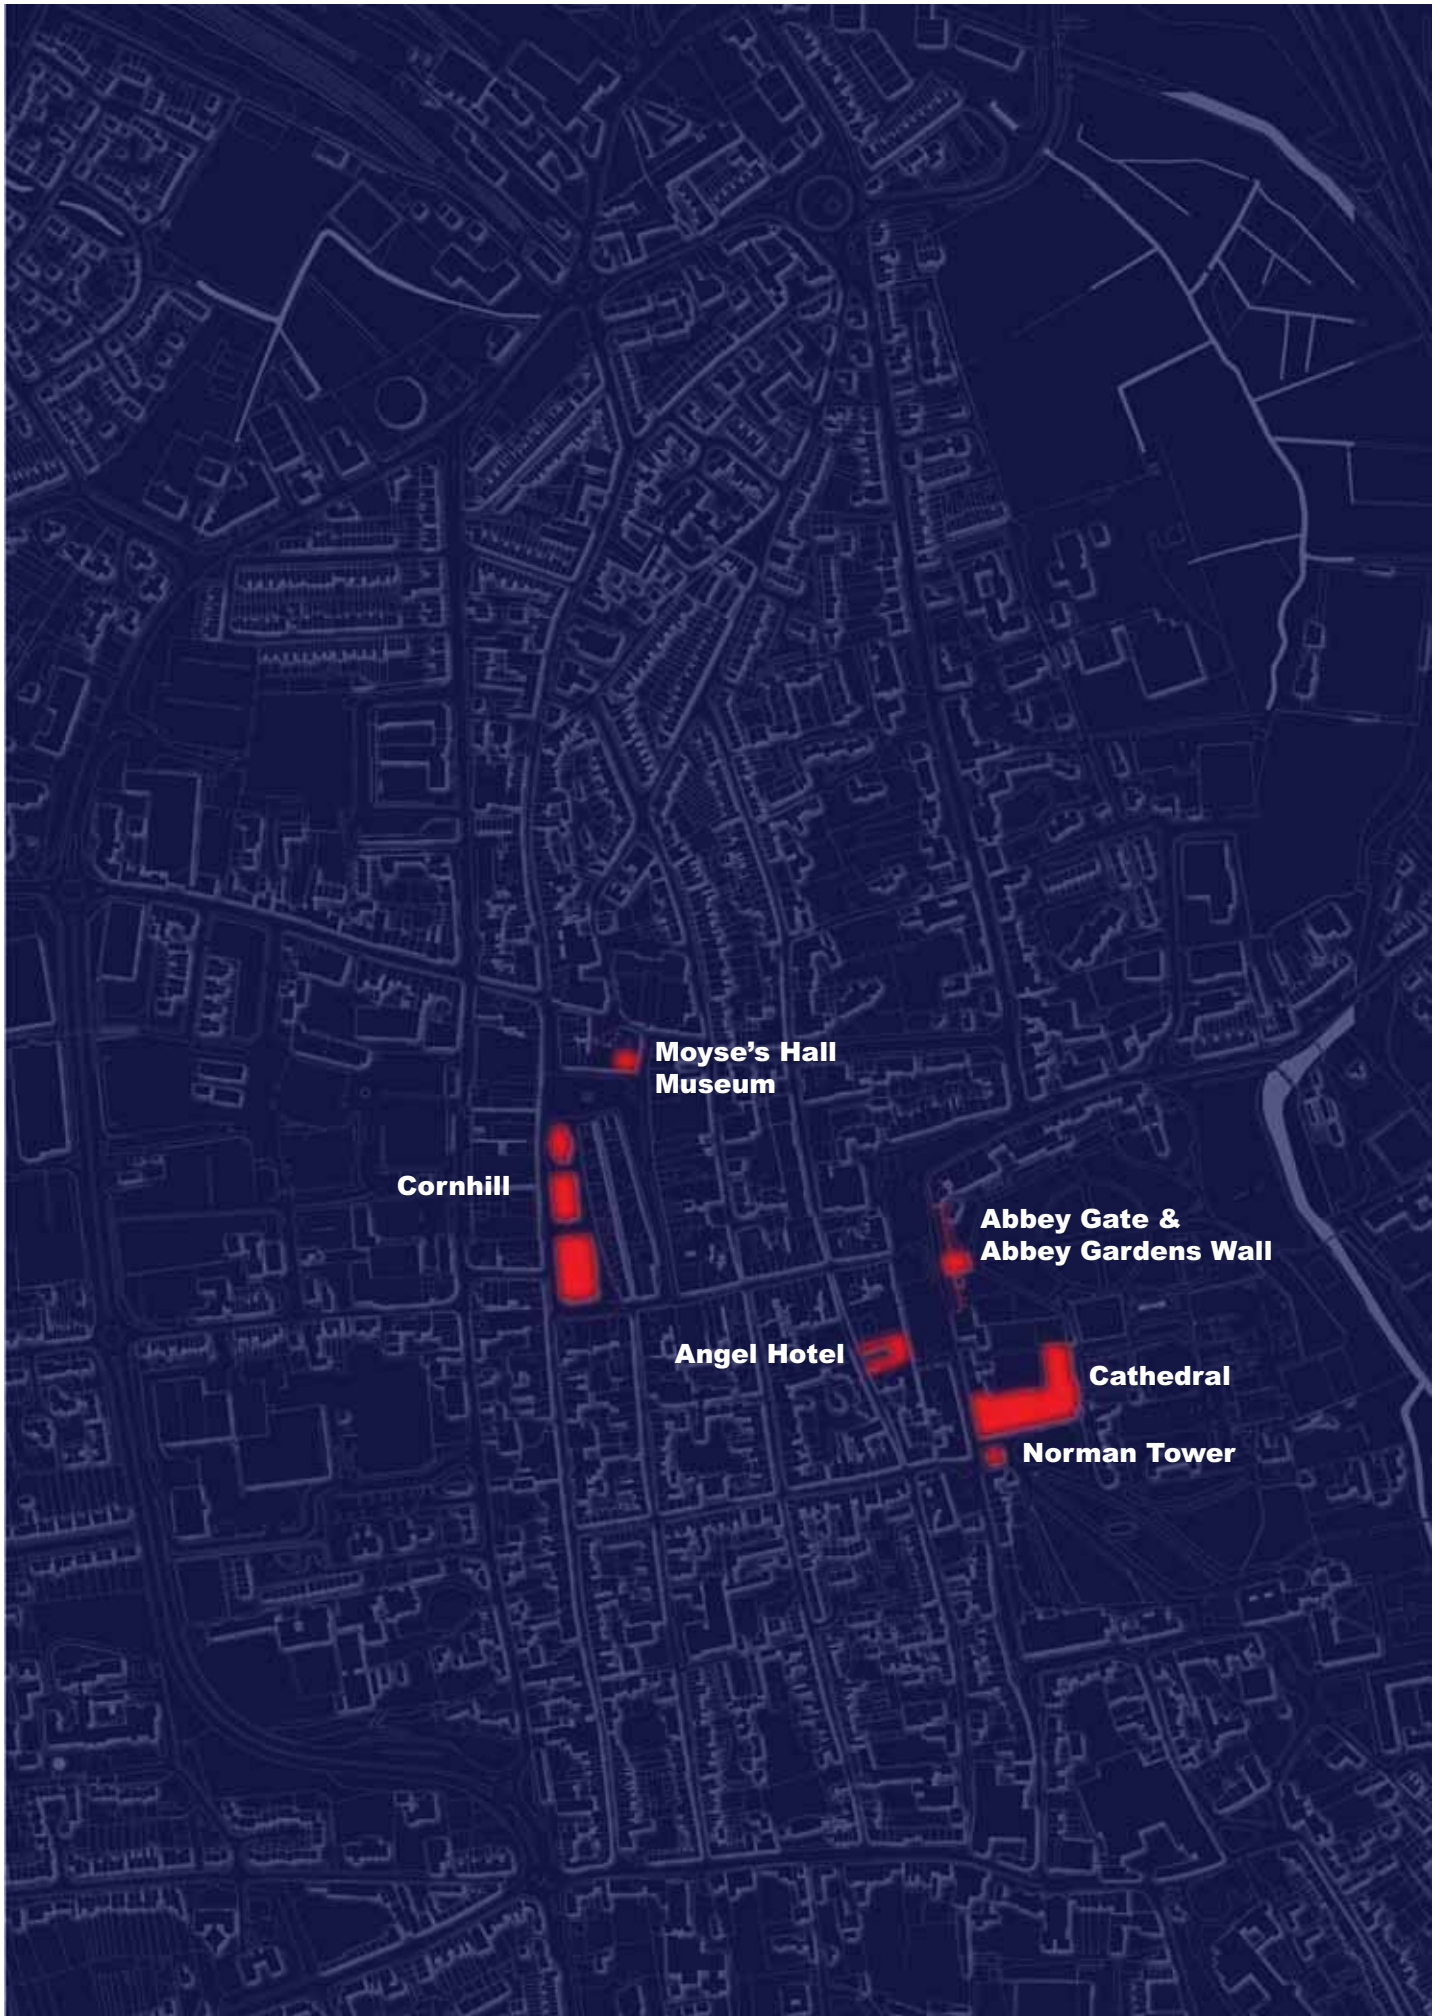 Moyse’s Hall
Museum
Cornhill
Abbey Gate &
Abbey Gardens Wall
Angel Hotel
Cathedral
Norman Tower